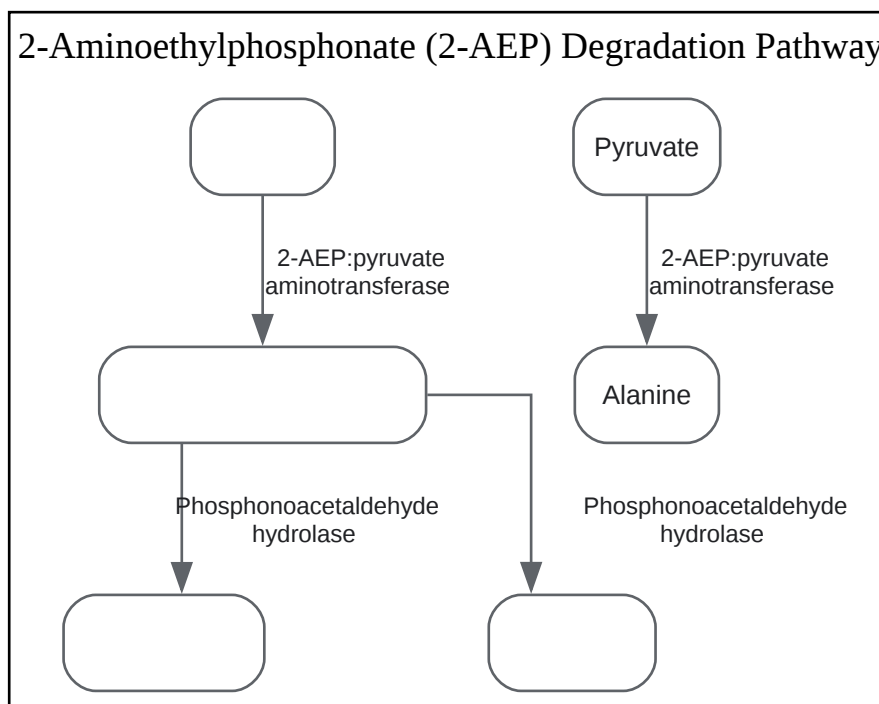 2-Aminoethylphosphonate (2-AEP) Degradation Pathway
Pyruvate
2-AEP:pyruvate
aminotransferase
2-AEP:pyruvate
aminotransferase
Alanine
Phosphonoacetaldehyde
hydrolase
Phosphonoacetaldehyde
hydrolase